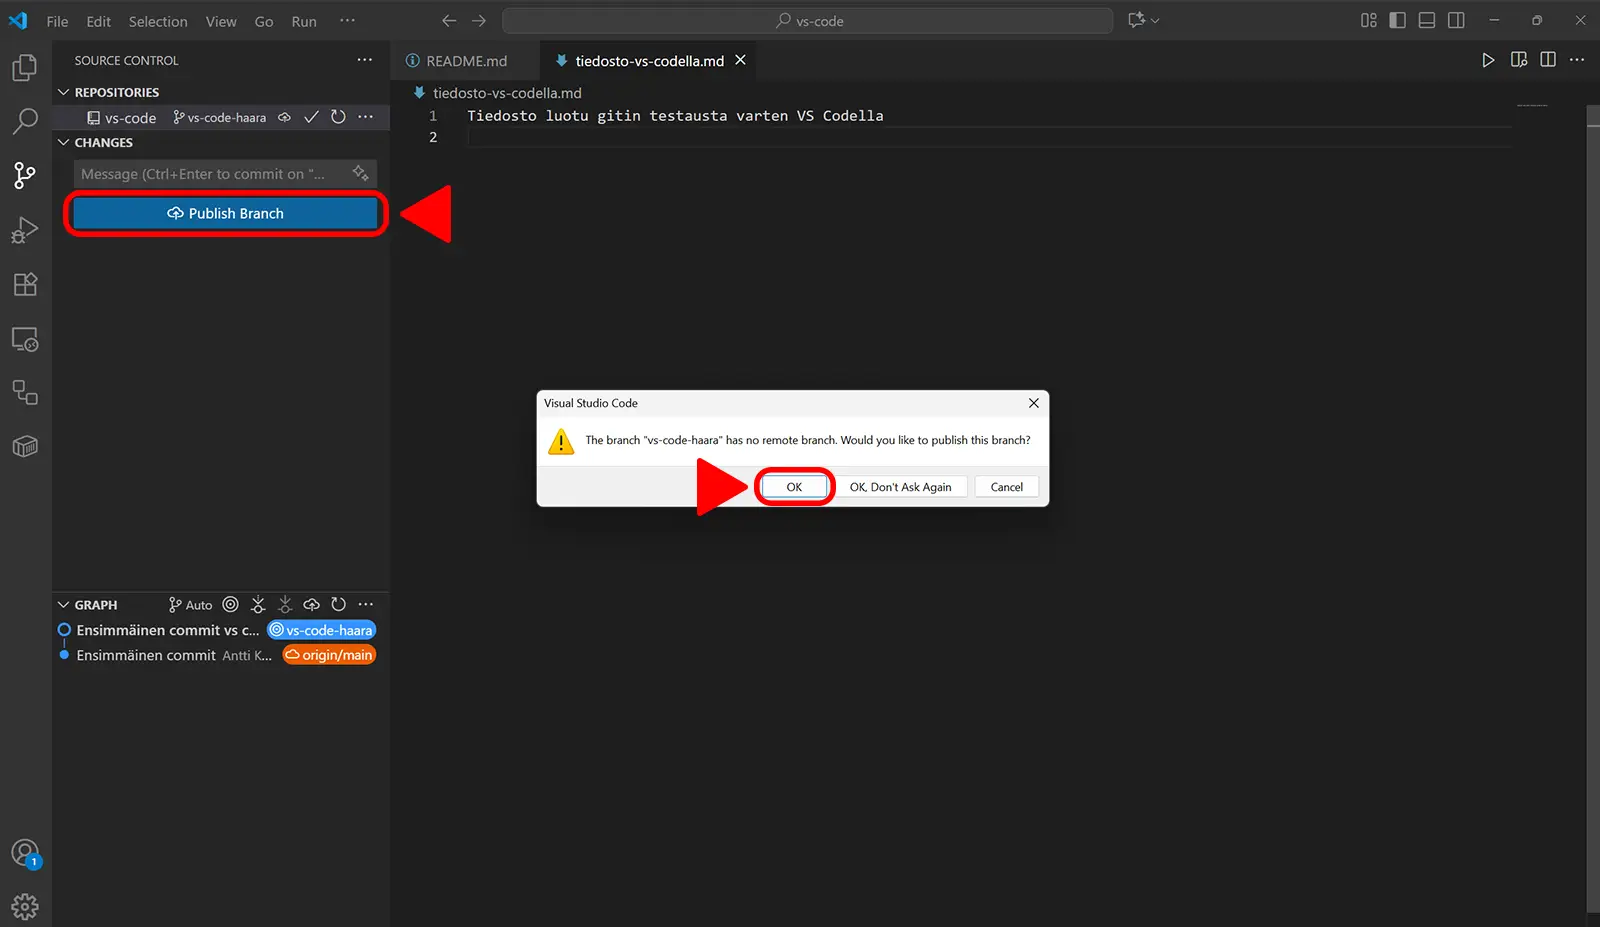 File Edit Selection View Go Run ···
vs-code
SOURCE CONTROL
REPOSITORIES
vs-code vs-code-haara
CHANGES
Message (Ctrl+Enter to commit on "...
Publish Branch
README.md
tiedosto-vs-codella.md
tiedosto-vs-codella.md
1 Tiedosto luotu gitin testausta varten VS Codella
2
Visual Studio Code
The branch "vs-code-haara" has no remote branch. Would you like to publish this branch?
OK
OK, Don't Ask Again
Cancel
GRAPH Auto
Ensimmäinen commit vs c... vs-code-haara
Ensimmäinen commit Antti K... origin/main
1